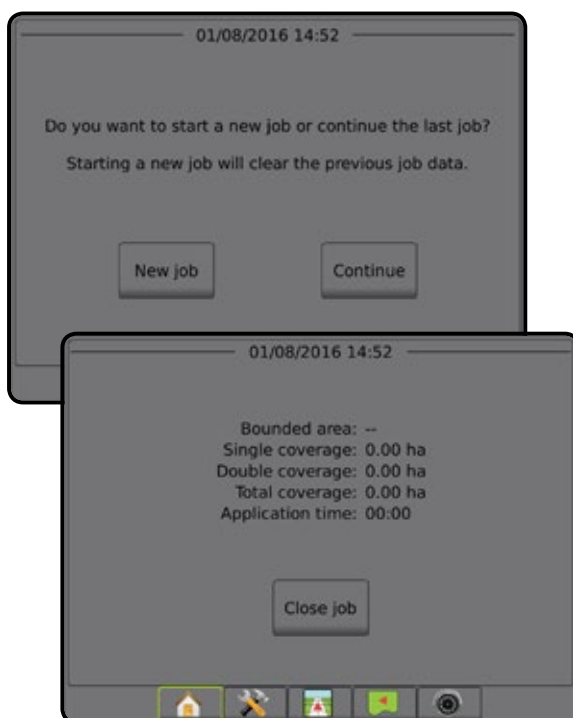 01/08/2016 14:52
Do you want to start a new job or continue the last job?
Starting a new job will clear the previous job data.
New job Continue
01/08/2016 14:52
Bounded area: --
Single coverage: 0.00 ha
Double coverage: 0.00 ha
Total coverage: 0.00 ha
Application time: 00:00
Close job